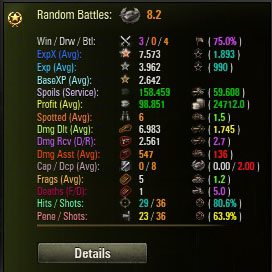 Random Battles: 8.2
Win / Drw / Btl: 3 / 0 / 4 ( 75.0% )
ExpX (Avg): 7.573 ( 1.893 )
Exp (Avg): 3.962 ( 990 )
BaseXP (Avg): 2.642
Spoils (Service): 158.459 ( 59.608 )
Profit (Avg): 98.851 ( 24712.0 )
Spotted (Avg): 6 ( 1.5 )
Dmg Dlt (Avg): 6.983 ( 1.745 )
Dmg Rcv (D/R): 2.561 ( 2.7 )
Dmg Asst (Avg): 547 ( 136 )
Cap / Dcp (Avg): 0 / 8 ( 0.00 / 2.00 )
Frags (Avg): 5 ( 1.2 )
Deaths (F/D): 1 ( 5.0 )
Hits / Shots: 29 / 36 ( 80.6% )
Pene / Shots: 23 / 36 ( 63.9% )
Details